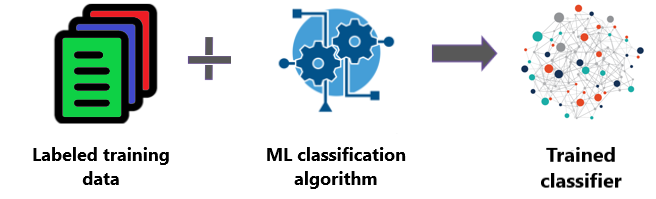 Labeled training
data
ML classification
algorithm
Trained
classifier